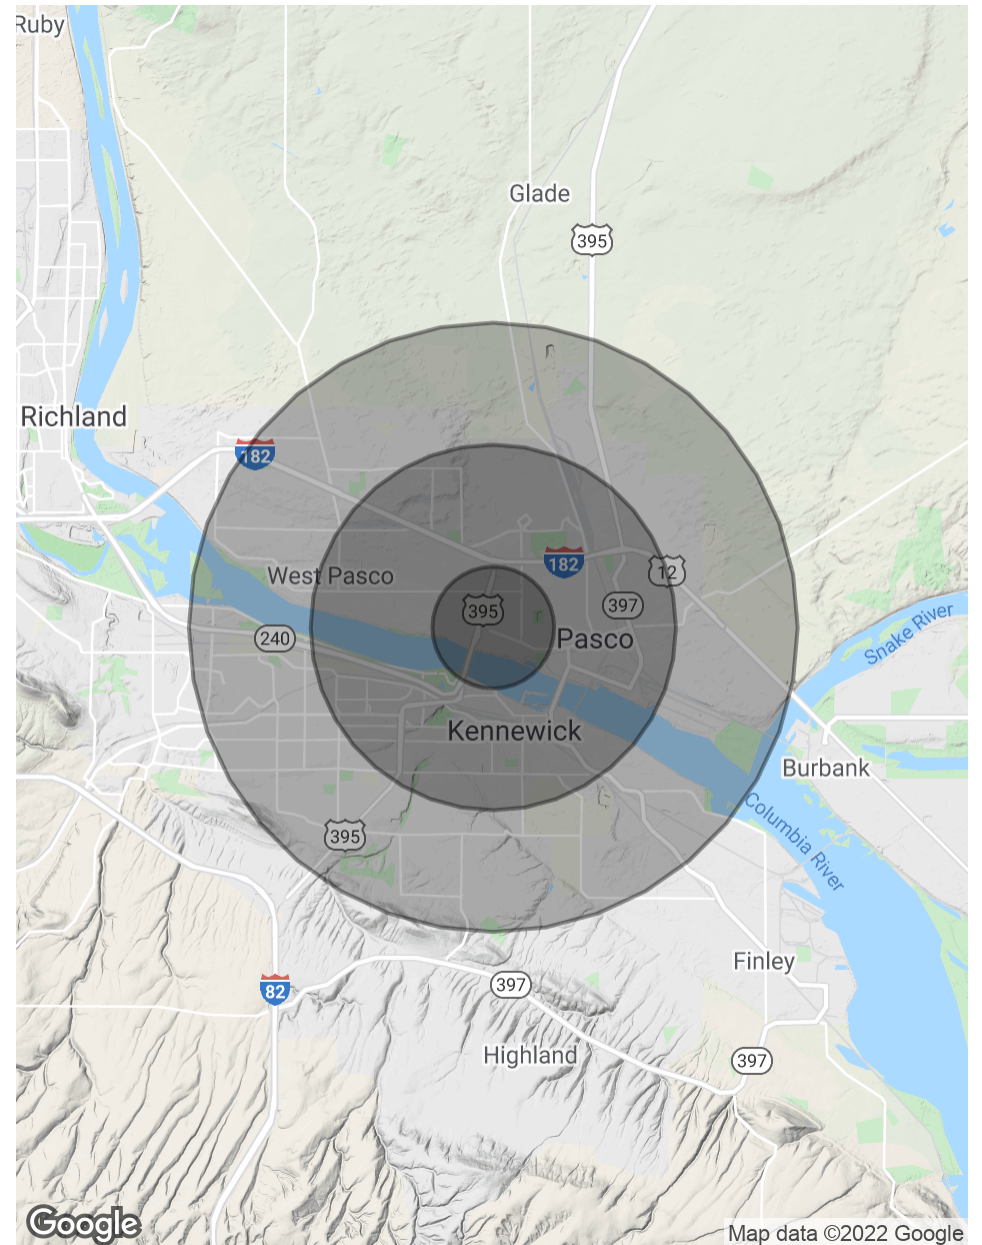 Ruby
Glade
395
Richland
182
182
12
West Pasco
395
397
Snake River
240
Pasco
Kennewick
Burbank
Columbia River
395
Finley
82
397
Highland
397
Google
Map data ©2022 Google